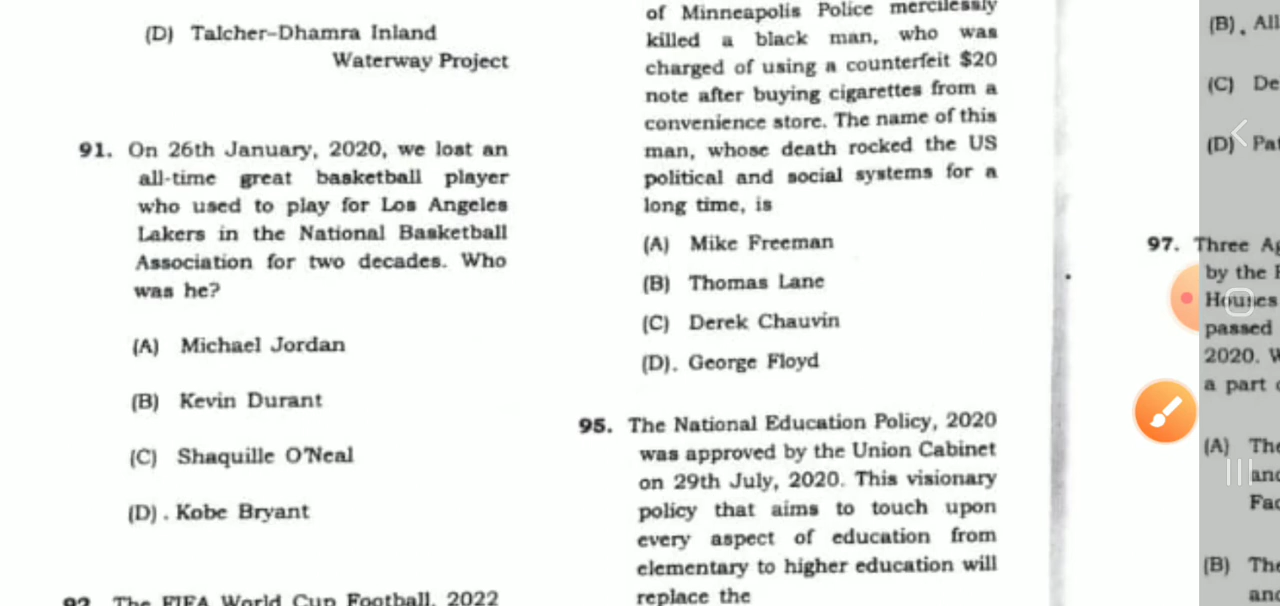 (D) Talcher–Dhamra Inland
Waterway Project
91. On 26th January, 2020, we lost an
all-time great basketball player
who used to play for Los Angeles
Lakers in the National Basketball
Association for two decades. Who
was he?
(A) Michael Jordan
(B) Kevin Durant
(C) Shaquille O'Neal
(D). Kobe Bryant
92. The FIFA World Cup Football, 2022
of Minneapolis Police mercilessly
killed a black man, who was
charged of using a counterfeit $20
note after buying cigarettes from a
convenience store. The name of this
man, whose death rocked the US
political and social systems for a
long time, is
(A) Mike Freeman
(B) Thomas Lane
(C) Derek Chauvin
(D). George Floyd
95. The National Education Policy, 2020
was approved by the Union Cabinet
on 29th July, 2020. This visionary
policy that aims to touch upon
every aspect of education from
elementary to higher education will
replace the
(B). All
(C) De
(D) Pat
97. Three Ag
by the
Houses
passed
2020. W
a part
(A) The
and
Fac
(B) The
and